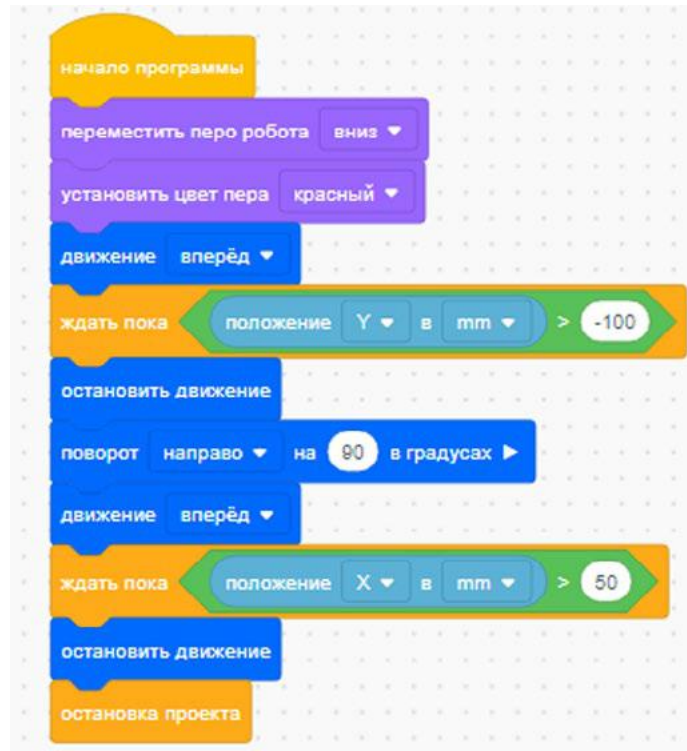 начало программы
переместить перо робота вниз
установить цвет пера красный
движение вперёд
ждать пока положение Y в mm > -100
остановить движение
поворот направо на 90 в градусах
движение вперёд
ждать пока положение X в mm > 50
остановить движение
остановка проекта